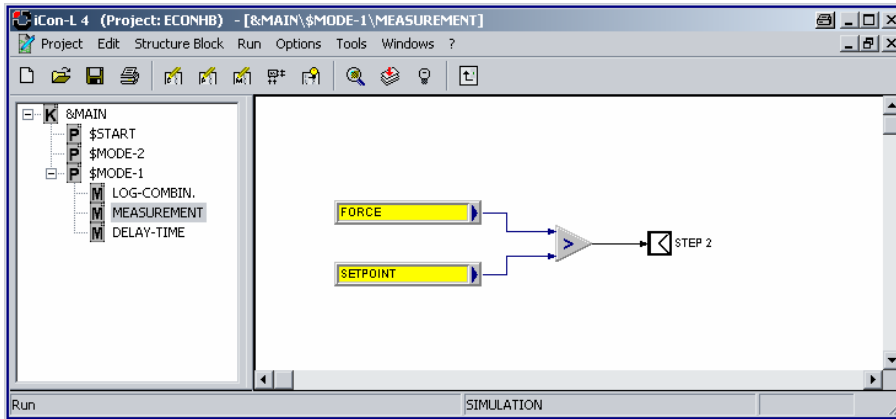 iCon-L 4 (Project: ECONHB) - [&MAIN\$MODE-1\MEASUREMENT]
Project Edit Structure Block Run Options Tools Windows ?
K &MAIN
P $START
P $MODE-2
P $MODE-1
M LOG-COMBIN.
M MEASUREMENT
M DELAY-TIME
FORCE
>
STEP 2
SETPOINT
Run SIMULATION